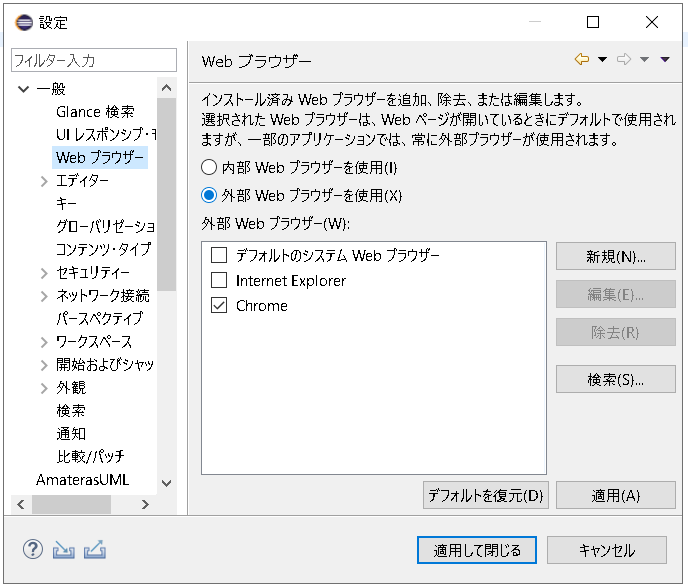 設定
フィルター入力
一般
Glance 検索
UI レスポンシブ・モ
Web ブラウザー
エディター
キー
グローバリゼーショ
コンテンツ・タイプ
セキュリティー
ネットワーク接続
パースペクティブ
ワークスペース
開始およびシャッ
外観
検索
通知
比較/パッチ
AmaterasUML
Web ブラウザー
インストール済み Web ブラウザーを追加、除去、または編集します。
選択された Web ブラウザーは、Web ページが開いているときにデフォルトで使用され
ますが、一部のアプリケーションでは、常に外部ブラウザーが使用されます。
内部 Web ブラウザーを使用(I)
外部 Web ブラウザーを使用(X)
外部 Web ブラウザー(W):
デフォルトのシステム Web ブラウザー
Internet Explorer
Chrome
新規(N)...
編集(E)...
除去(R)
検索(S)...
デフォルトを復元(D)
適用(A)
適用して閉じる
キャンセル